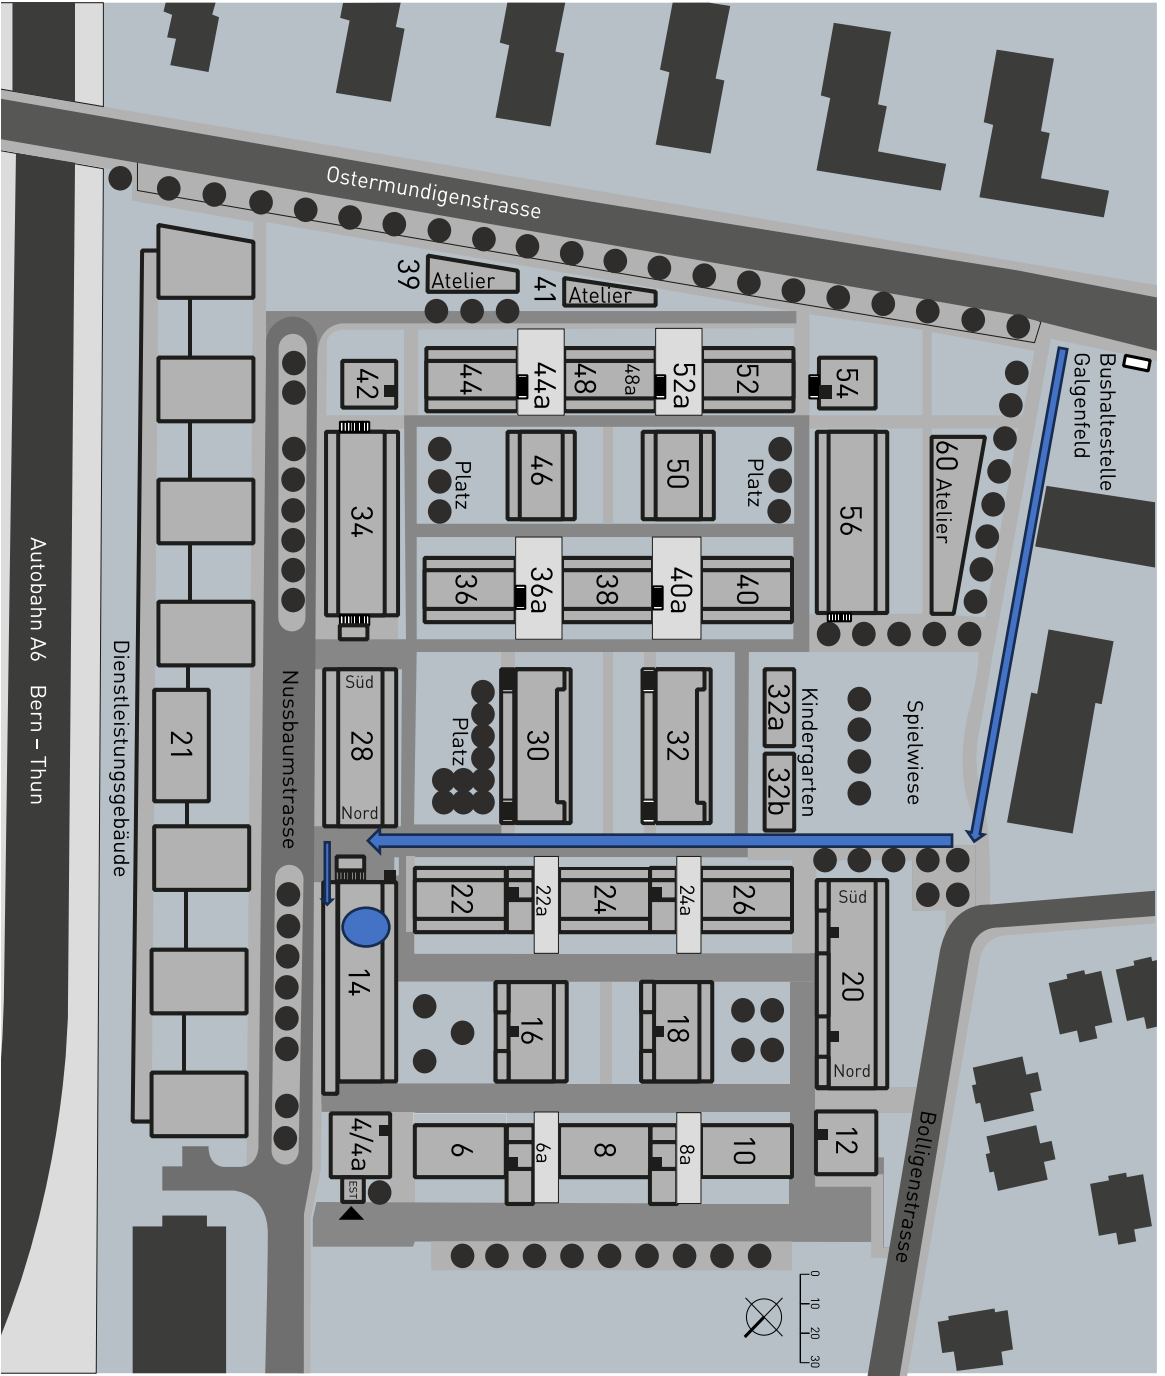 Ostermundigenstrasse
39
Atelier
41
Atelier
Bushaltestelle
Galgenfeld
42
44
44a
48
48a
52a
52
54
Platz
46
50
Platz
34
56
60 Atelier
36
36a
38
40a
40
Autobahn A6 Bern – Thun
Dienstleistungsgebäude
21
Nussbaumstrasse
Süd
28
Nord
Platz
30
32
32a
32b
Kindergarten
Spielwiese
22
22a
24
24a
26
Süd
20
Nord
14
16
18
4/4a
EST
6
6a
8
8a
10
12
Bolligenstrasse
0
10
20
30